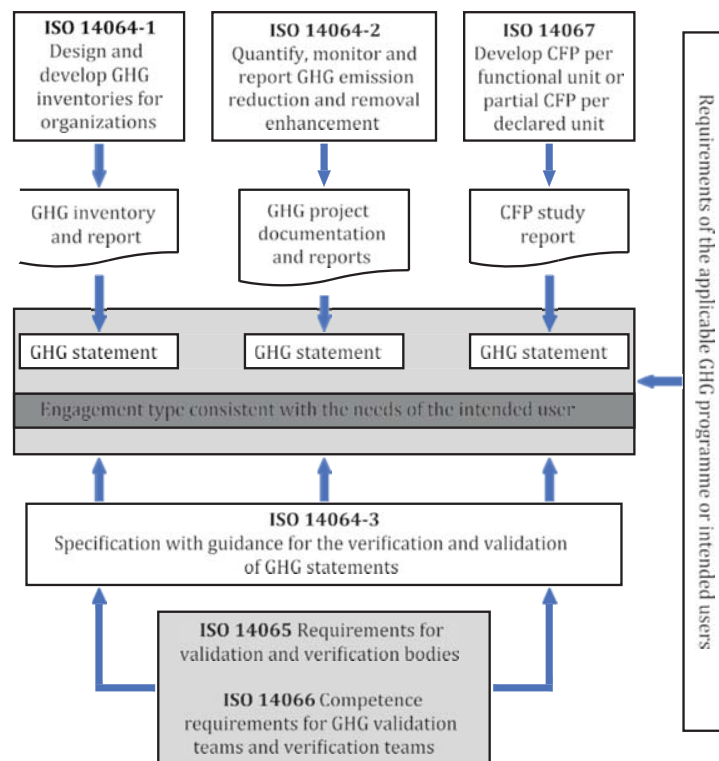 ISO 14064-1
Design and
develop GHG
inventories for
organizations
ISO 14064-2
Quantify, monitor and
report GHG emission
reduction and removal
enhancement
ISO 14067
Develop CFP per
functional unit or
partial CFP per
declared unit
GHG inventory
and report
GHG project
documentation
and reports
CFP study
report
GHG statement
GHG statement
GHG statement
Engagement type consistent with the needs of the intended user
ISO 14064-3
Specification with guidance for the verification and validation
of GHG statements
ISO 14065 Requirements for
validation and verification bodies
ISO 14066 Competence
requirements for GHG validation
teams and verification teams
Requirements of the applicable GHG programme or intended users